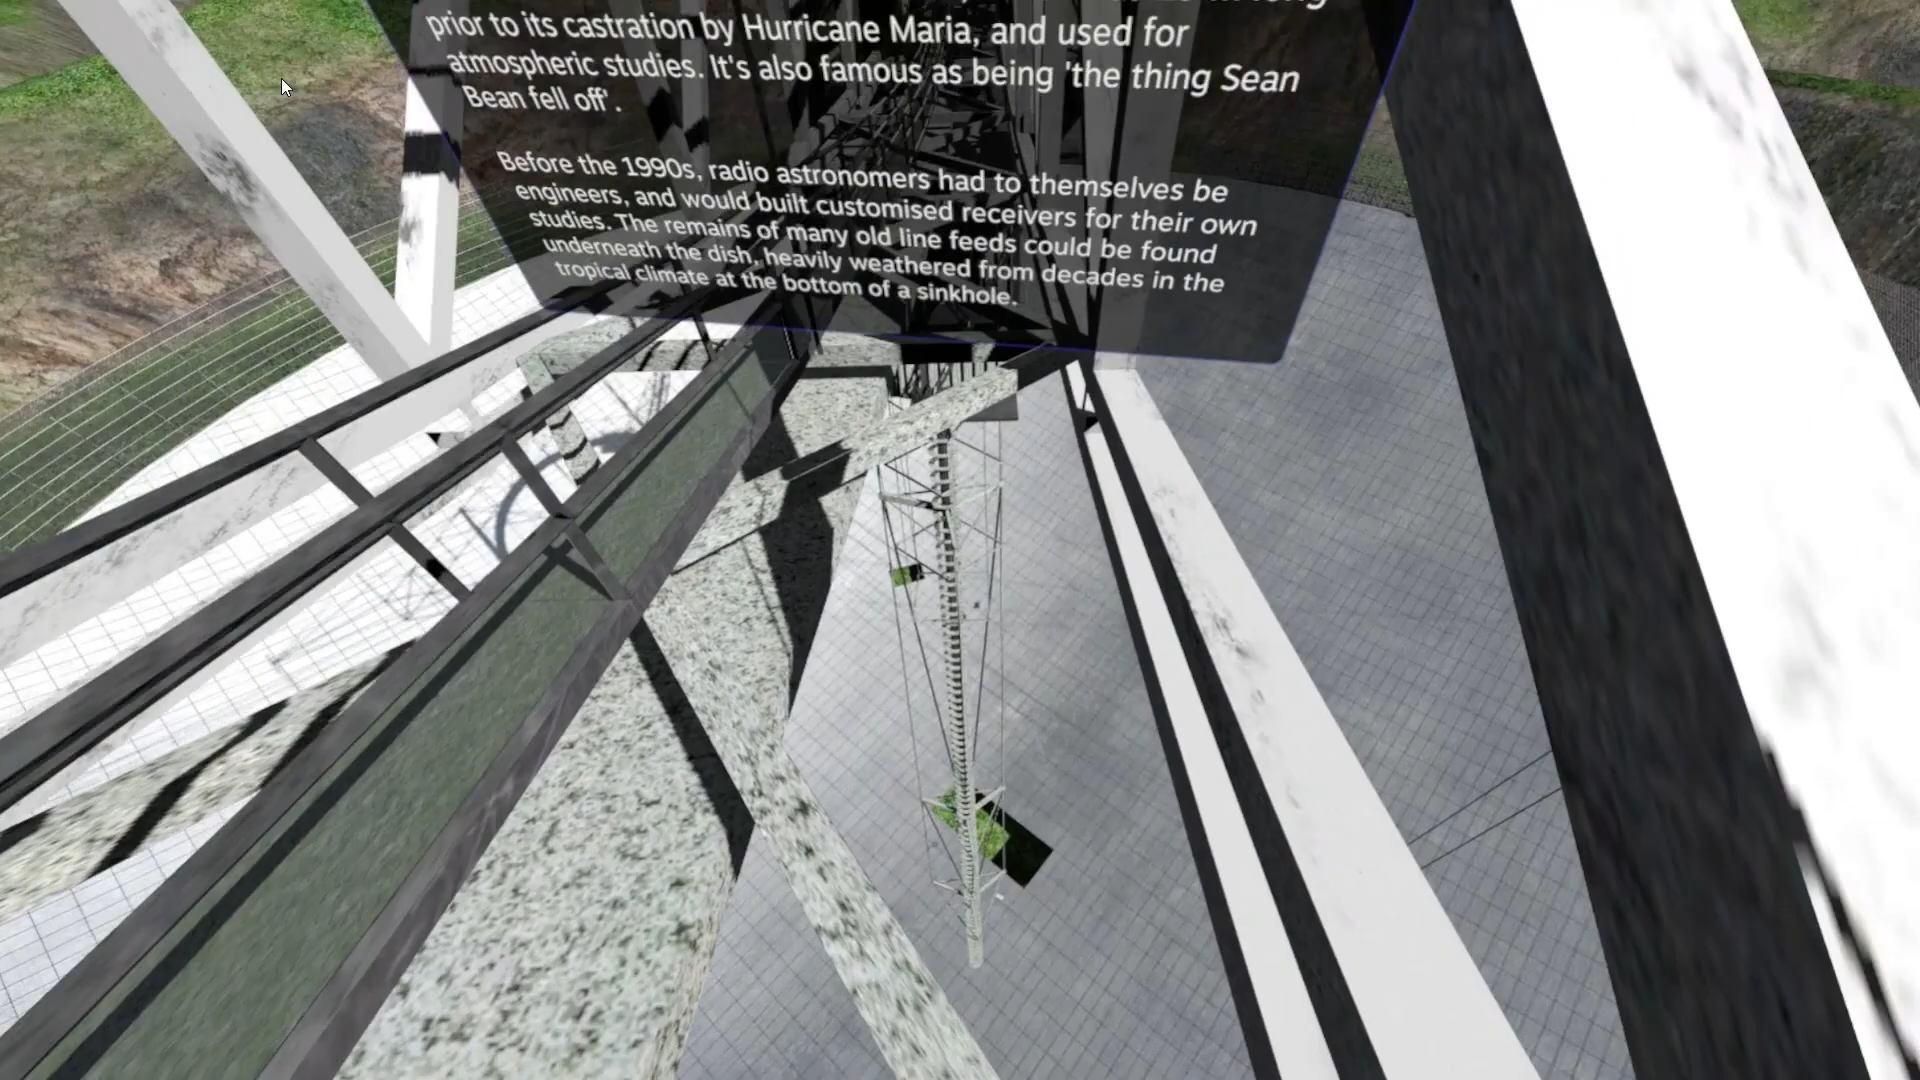 prior to its castration by Hurricane Maria, and used for
atmospheric studies. It's also famous as being 'the thing Sean
Bean fell off'.
Before the 1990s, radio astronomers had to themselves be
engineers, and would built customised receivers for their own
studies. The remains of many old line feeds could be found
underneath the dish, heavily weathered from decades in the
tropical climate at the bottom of a sinkhole.